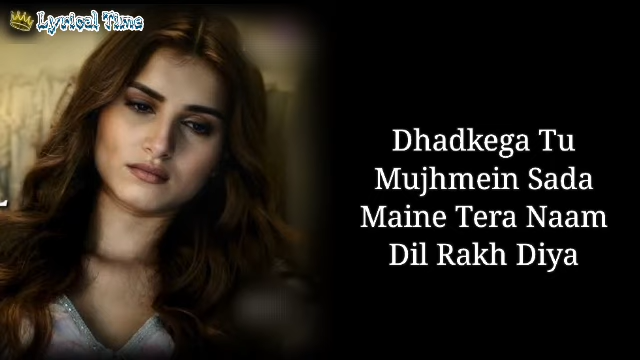 Lyrical Time
Dhadkega Tu
Mujhmein Sada
Maine Tera Naam
Dil Rakh Diya